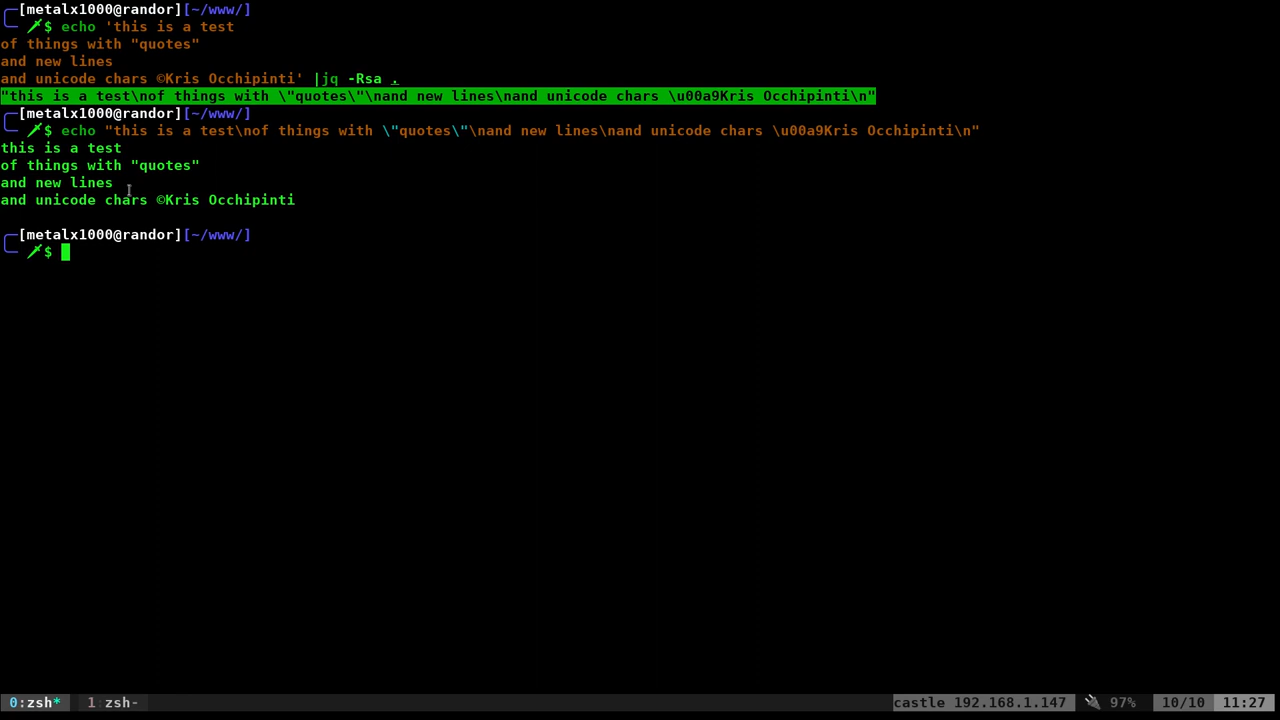 [metalx1000@randor][~/www/]
$ echo 'this is a test
of things with "quotes"
and new lines
and unicode chars ©Kris Occhipinti' |jq -Rsa .
"this is a test\nof things with \"quotes\"\nand new lines\nand unicode chars \u00a9Kris Occhipinti\n"
[metalx1000@randor][~/www/]
$ echo "this is a test\nof things with \"quotes\"\nand new lines\nand unicode chars \u00a9Kris Occhipinti\n"
this is a test
of things with "quotes"
and new lines
and unicode chars ©Kris Occhipinti
[metalx1000@randor][~/www/]
$
0:zsh* 1:zsh- castle 192.168.1.147 97% 10/10 11:27